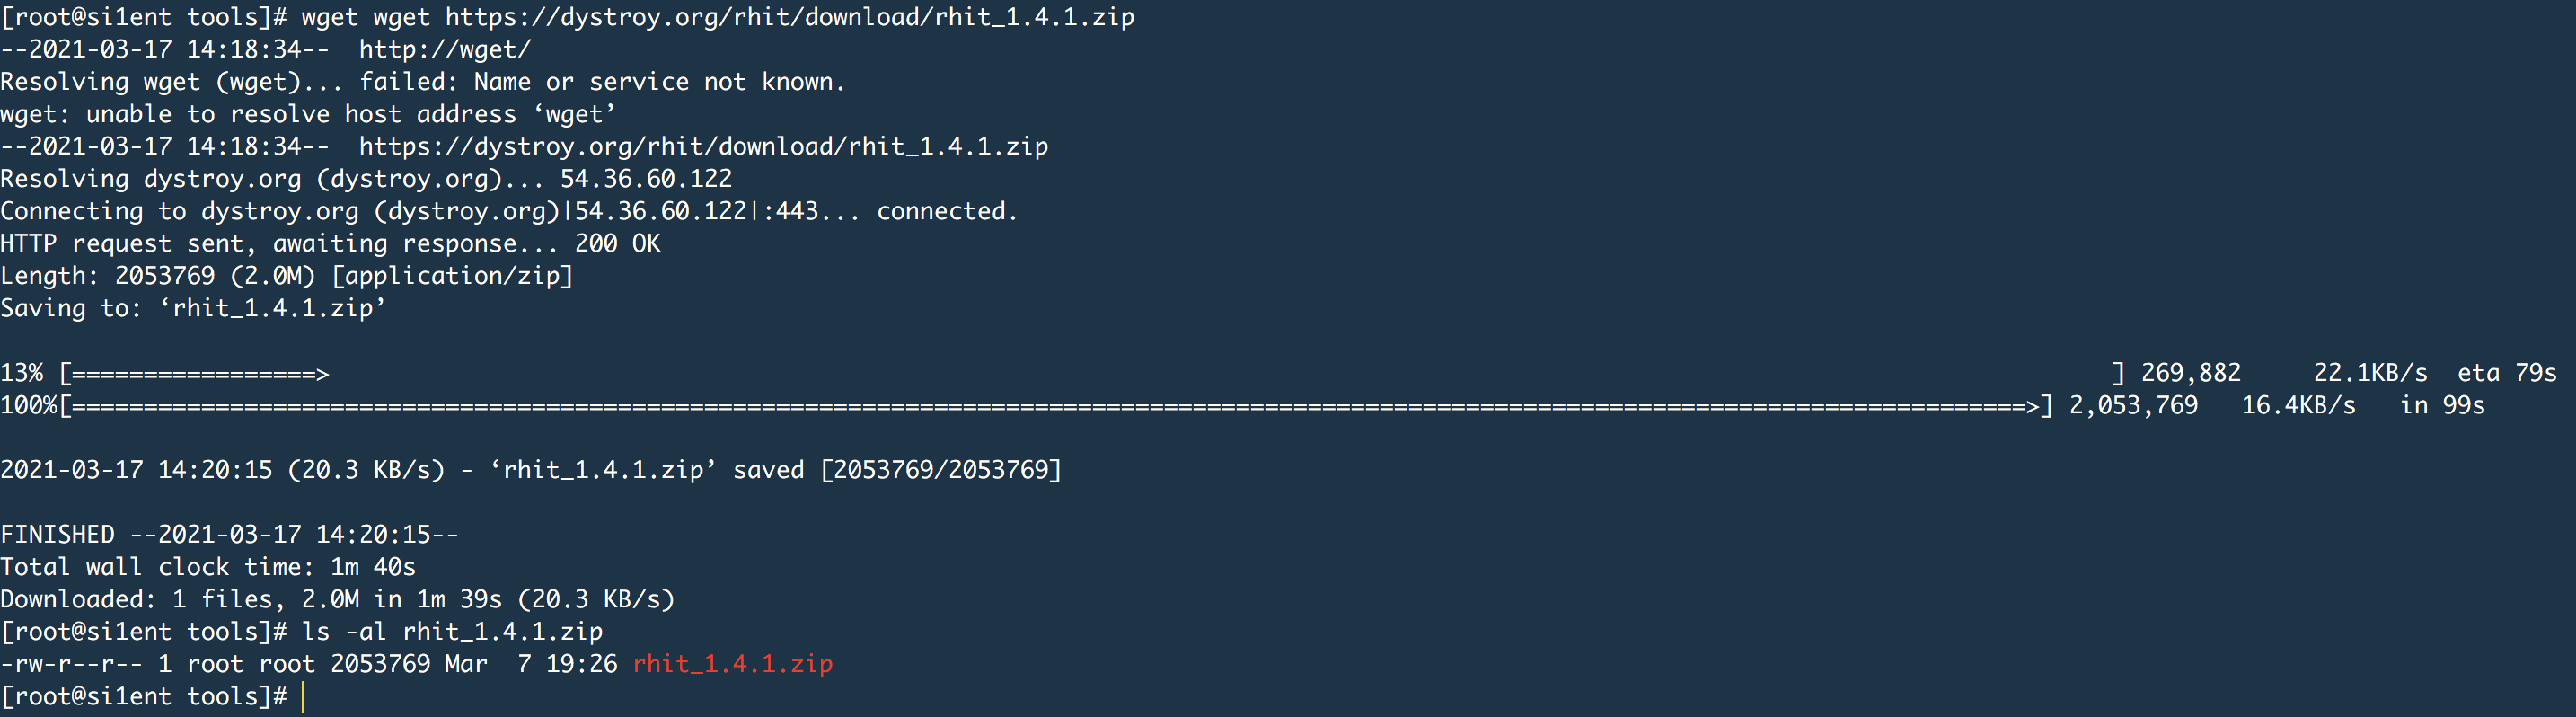 [root@si1ent tools]# wget wget https://dystroy.org/rhit/download/rhit_1.4.1.zip
--2021-03-17 14:18:34--  http://wget/
Resolving wget (wget)... failed: Name or service not known.
wget: unable to resolve host address ‘wget’
--2021-03-17 14:18:34--  https://dystroy.org/rhit/download/rhit_1.4.1.zip
Resolving dystroy.org (dystroy.org)... 54.36.60.122
Connecting to dystroy.org (dystroy.org)|54.36.60.122|:443... connected.
HTTP request sent, awaiting response... 200 OK
Length: 2053769 (2.0M) [application/zip]
Saving to: ‘rhit_1.4.1.zip’
13% [=================>                                                                                                                            ] 269,882     22.1KB/s  eta 79s
100%[========================================================================================================================================>] 2,053,769   16.4KB/s   in 99s
2021-03-17 14:20:15 (20.3 KB/s) - ‘rhit_1.4.1.zip’ saved [2053769/2053769]
FINISHED --2021-03-17 14:20:15--
Total wall clock time: 1m 40s
Downloaded: 1 files, 2.0M in 1m 39s (20.3 KB/s)
[root@si1ent tools]# ls -al rhit_1.4.1.zip
-rw-r--r-- 1 root root 2053769 Mar  7 19:26 rhit_1.4.1.zip
[root@si1ent tools]#